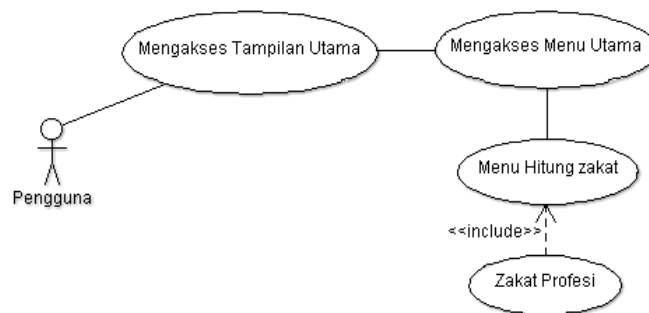 Mengakses Tampilan Utama
Mengakses Menu Utama
Pengguna
Menu Hitung zakat
<<include>>
Zakat Profesi